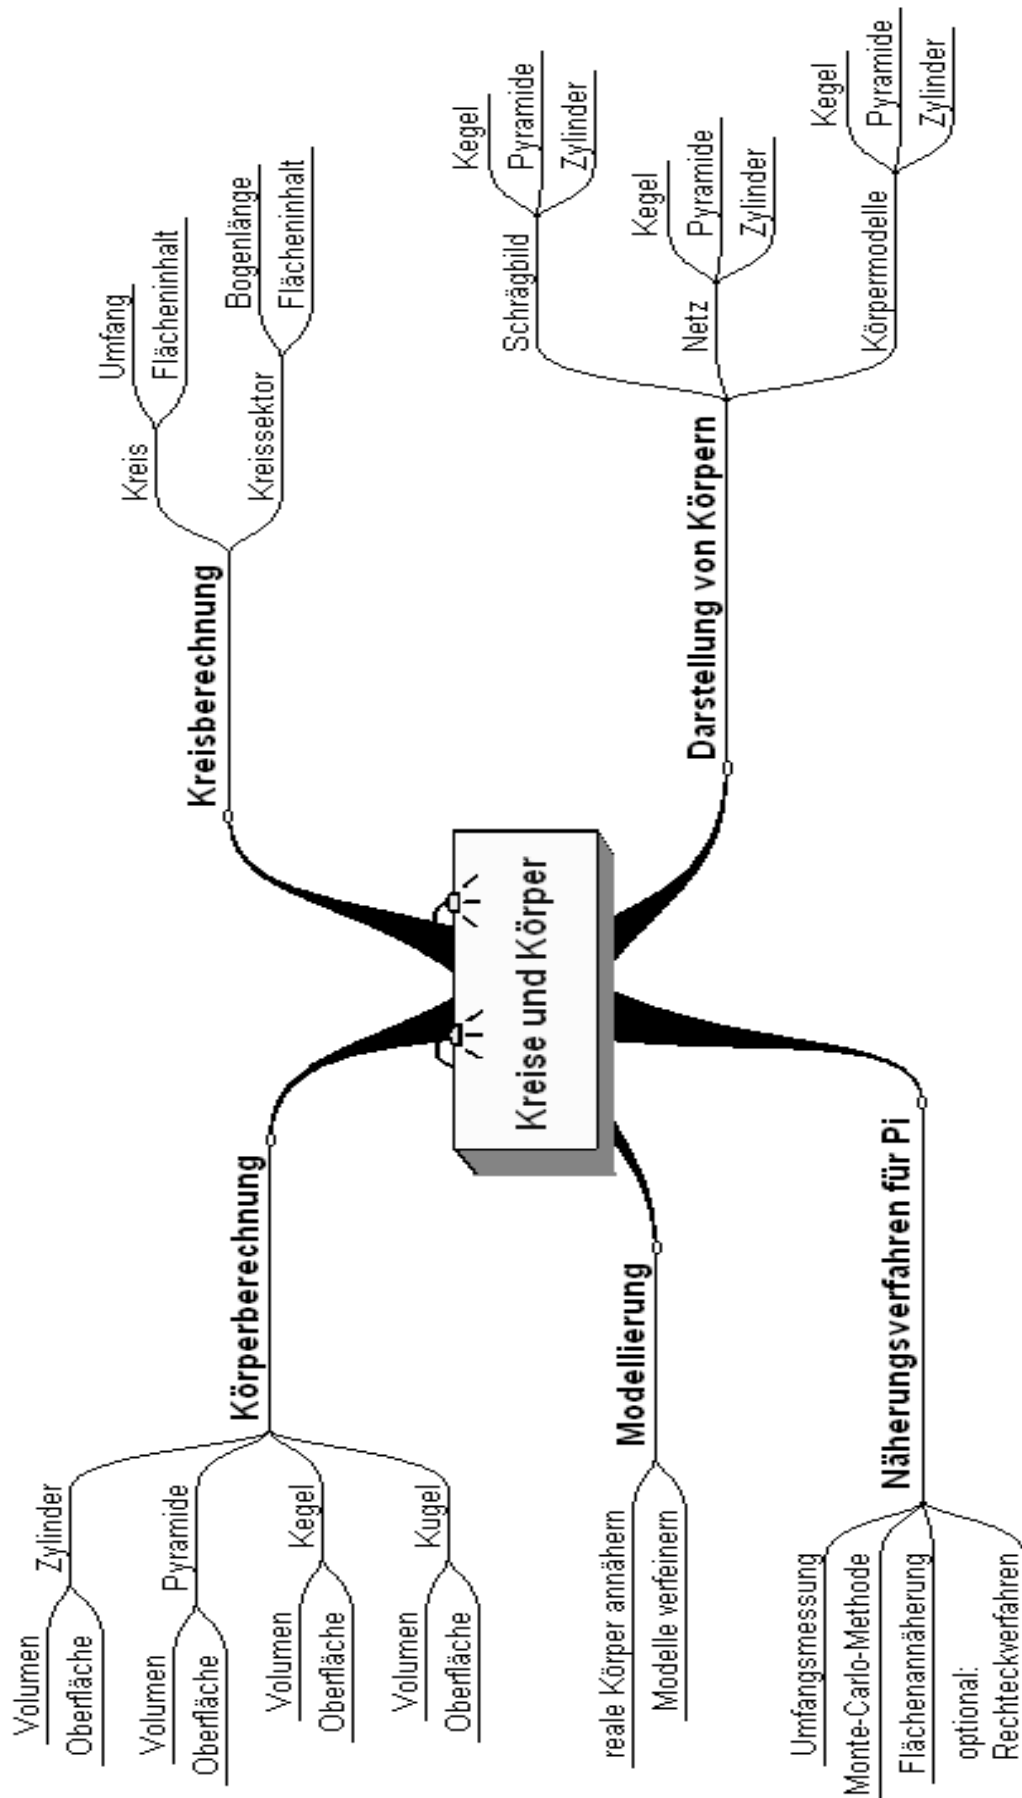 Kreise und Körper
Körperberechnung
Zylinder
Volumen
Oberfläche
Pyramide
Volumen
Oberfläche
Kegel
Volumen
Oberfläche
Kugel
Volumen
Oberfläche
Modellierung
reale Körper annähern
Modelle verfeinern
Näherungsverfahren für Pi
Umfangsmessung
Monte-Carlo-Methode
Flächenannäherung
optional:
Rechteckverfahren
Kreisberechnung
Kreis
Umfang
Flächeninhalt
Kreissektor
Bogenlänge
Flächeninhalt
Darstellung von Körpern
Schrägbild
Kegel
Pyramide
Zylinder
Netz
Kegel
Pyramide
Zylinder
Körpermodelle
Kegel
Pyramide
Zylinder